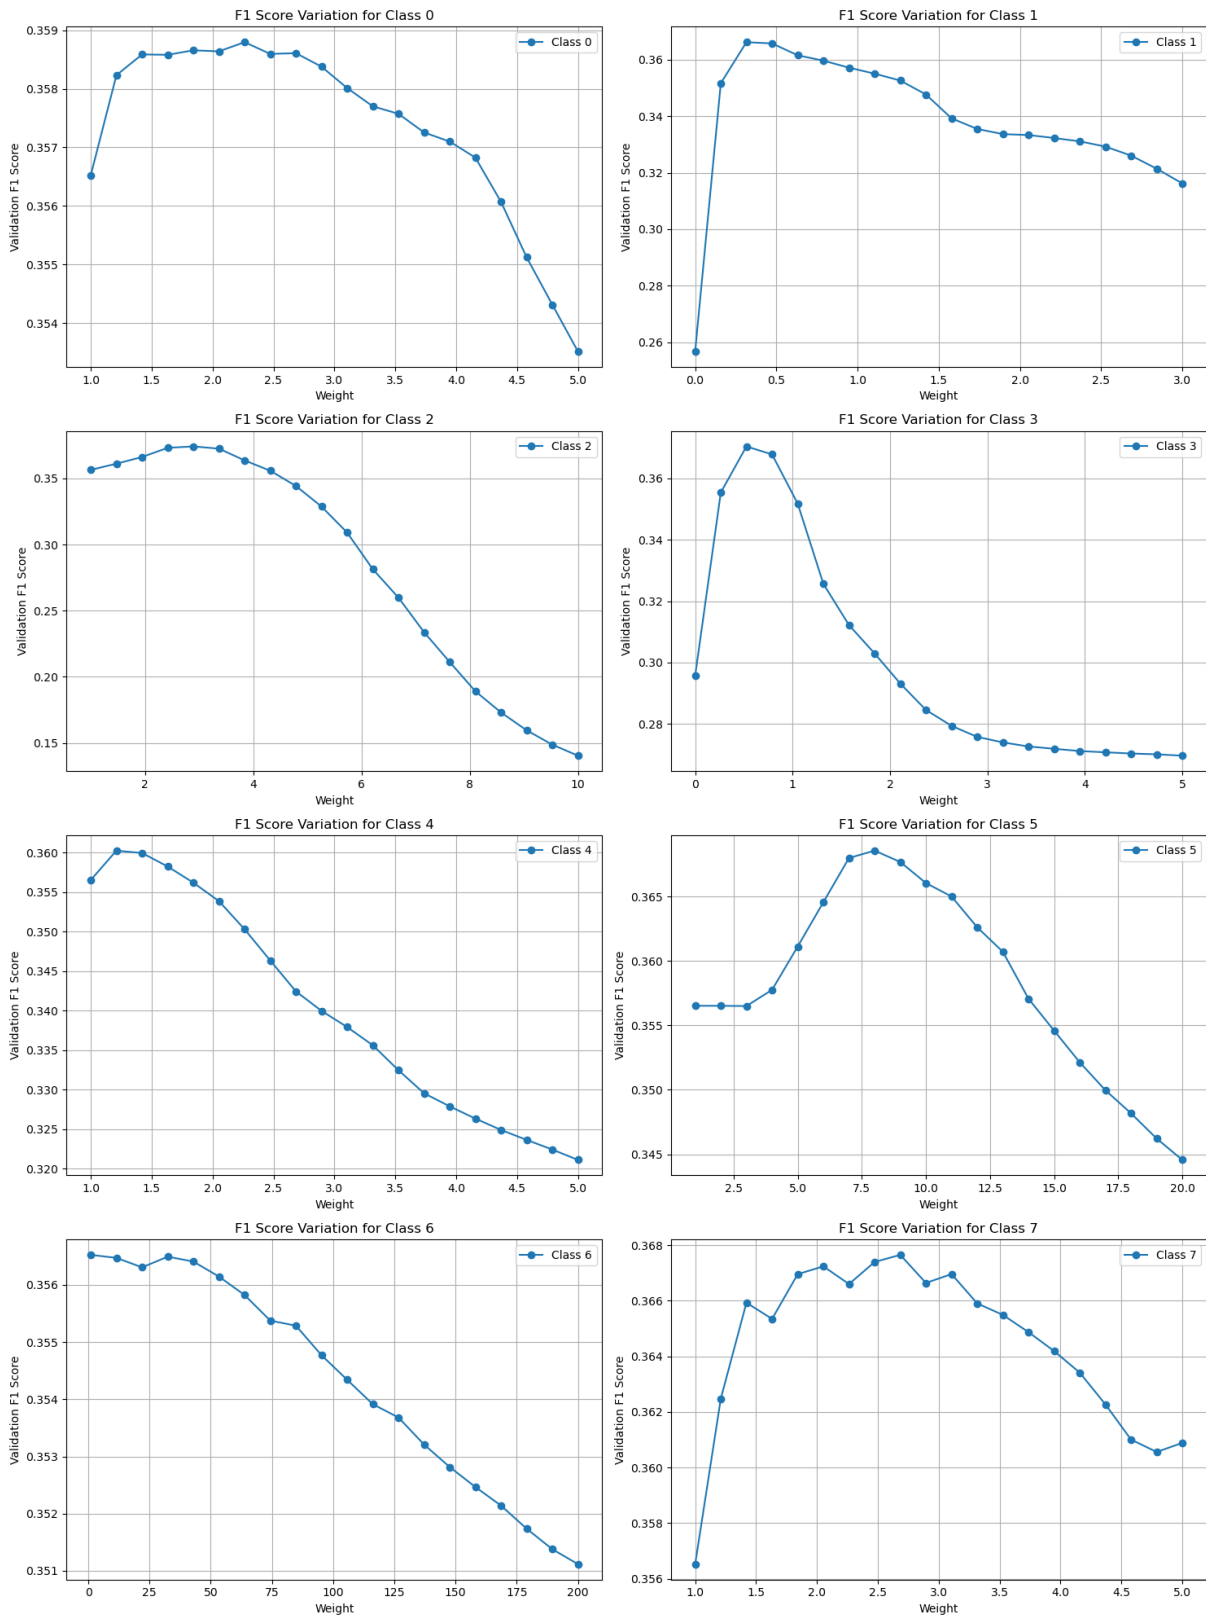 F1 Score Variation for Class 0
Class 0
Validation F1 Score
0.359
0.358
0.357
0.356
0.355
0.354
1.0 1.5 2.0 2.5 3.0 3.5 4.0 4.5 5.0
Weight
F1 Score Variation for Class 1
Class 1
Validation F1 Score
0.36
0.34
0.32
0.30
0.28
0.26
0.0 0.5 1.0 1.5 2.0 2.5 3.0
Weight
F1 Score Variation for Class 2
Class 2
Validation F1 Score
0.35
0.30
0.25
0.20
0.15
2 4 6 8 10
Weight
F1 Score Variation for Class 3
Class 3
Validation F1 Score
0.36
0.34
0.32
0.30
0.28
0 1 2 3 4 5
Weight
F1 Score Variation for Class 4
Class 4
Validation F1 Score
0.360
0.355
0.350
0.345
0.340
0.335
0.330
0.325
0.320
1.0 1.5 2.0 2.5 3.0 3.5 4.0 4.5 5.0
Weight
F1 Score Variation for Class 5
Class 5
Validation F1 Score
0.365
0.360
0.355
0.350
0.345
2.5 5.0 7.5 10.0 12.5 15.0 17.5 20.0
Weight
F1 Score Variation for Class 6
Class 6
Validation F1 Score
0.356
0.355
0.354
0.353
0.352
0.351
0 25 50 75 100 125 150 175 200
Weight
F1 Score Variation for Class 7
Class 7
Validation F1 Score
0.368
0.366
0.364
0.362
0.360
0.358
0.356
1.0 1.5 2.0 2.5 3.0 3.5 4.0 4.5 5.0
Weight